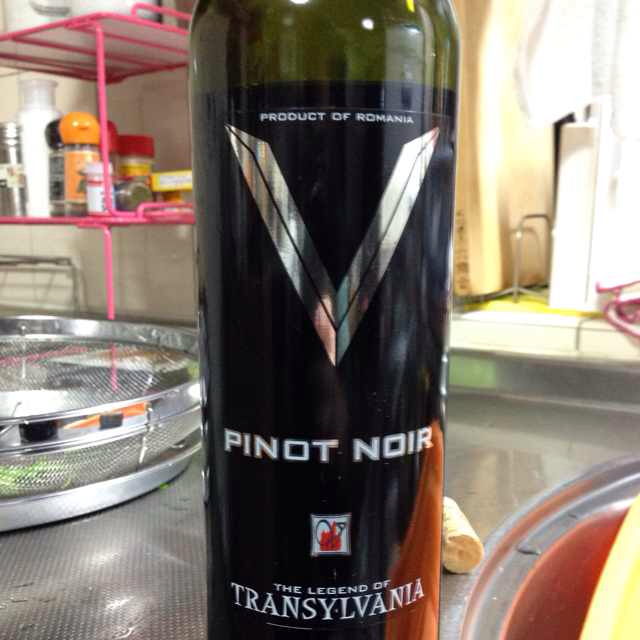 PRODUCT OF ROMANIA
V
PINOT NOIR
THE LEGEND OF
TRANSYLVANIA